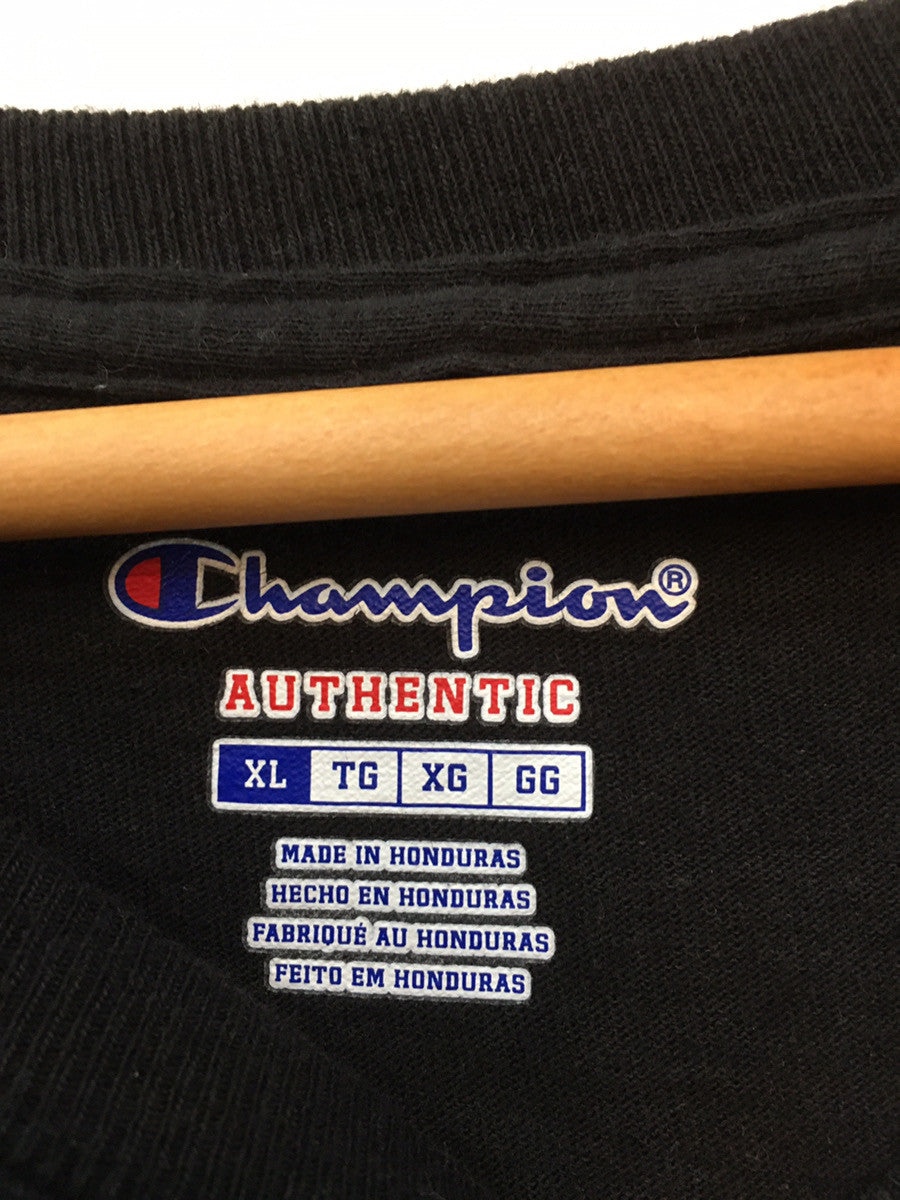 Champion®
AUTHENTIC
XL TG XG GG
MADE IN HONDURAS
HECHO EN HONDURAS
FABRIQUÉ AU HONDURAS
FEITO EM HONDURAS